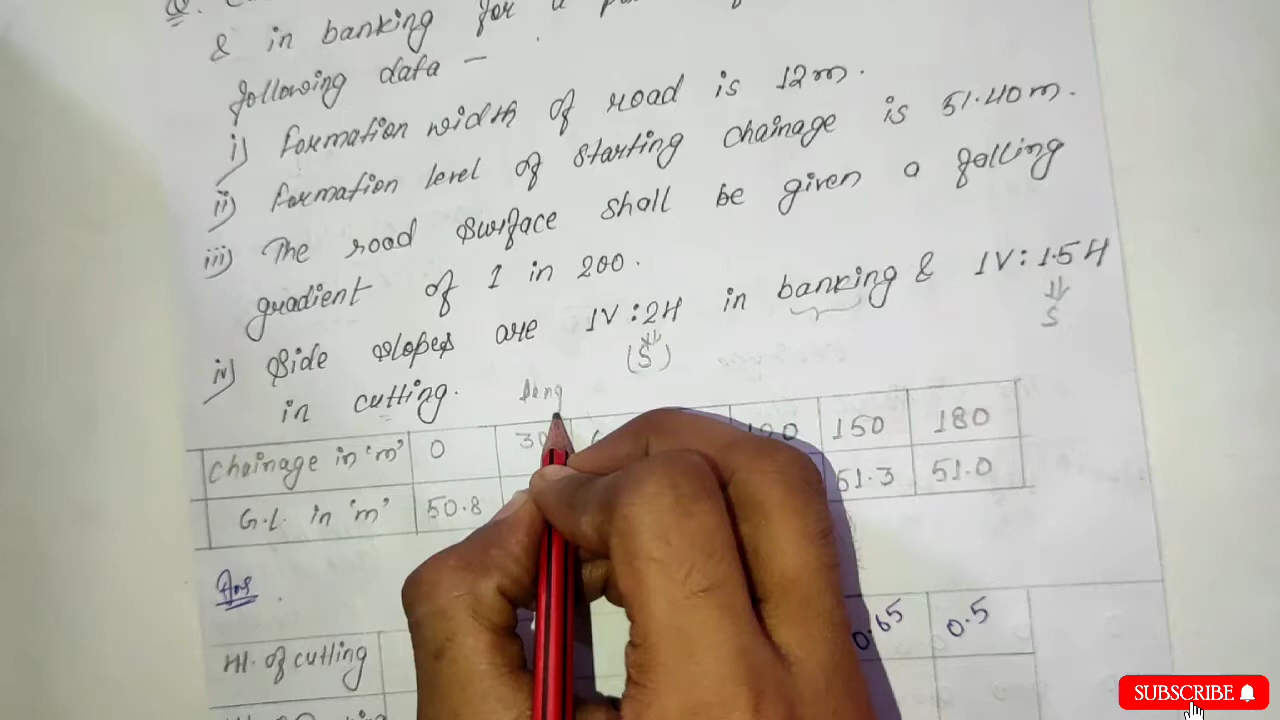 & in banking for a
following data —
i) formation width of road is 12m.
ii) formation level of starting chainage is 51.40m.
iii) The road surface shall be given a falling
gradient of 1 in 200.
iv) Side slopes are 1V:2H in banking & 1V:1.5H
(S) S
in cutting. leng
chainage in 'm' 0 30 150 180
G.L. in 'm' 50.8 51.3 51.0
Ans
Ht. of cutting 0.65 0.5
SUBSCRIBE